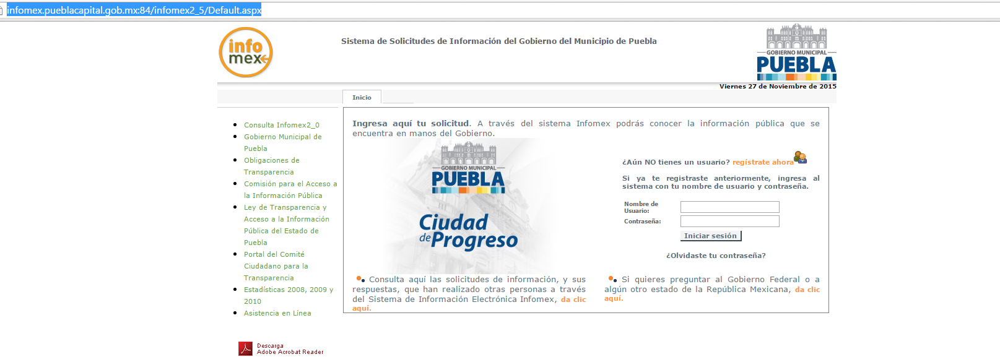 infomex.pueblacapital.gob.mx:84/infomex2_5/Default.aspx
info
mex
Sistema de Solicitudes de Información del Gobierno del Municipio de Puebla
GOBIERNO MUNICIPAL
PUEBLA
Viernes 27 de Noviembre de 2015
Inicio
Consulta Infomex2_0
Gobierno Municipal de
Puebla
Obligaciones de
Transparencia
Comisión para el Acceso a
la Información Pública
Ley de Transparencia y
Acceso a la Información
Pública del Estado de
Puebla
Portal del Comité
Ciudadano para la
Transparencia
Estadísticas 2008, 2009 y
2010
Asistencia en Línea
Descarga
Adobe Acrobat Reader
Ingresa aquí tu solicitud. A través del sistema Infomex podrás conocer la información pública que se
encuentra en manos del Gobierno.
GOBIERNO MUNICIPAL
PUEBLA
Ciudad
de Progreso
¿Aún NO tienes un usuario? regístrate ahora
Si ya te registraste anteriormente, ingresa al
sistema con tu nombre de usuario y contraseña.
Nombre de
Usuario:
Contraseña:
Iniciar sesión
¿Olvidaste tu contraseña?
Consulta aquí las solicitudes de información, y sus
respuestas, que han realizado otras personas a través
del Sistema de Información Electrónica Infomex, da clic
aquí.
Si quieres preguntar al Gobierno Federal o a
algún otro estado de la República Mexicana, da clic
aquí.